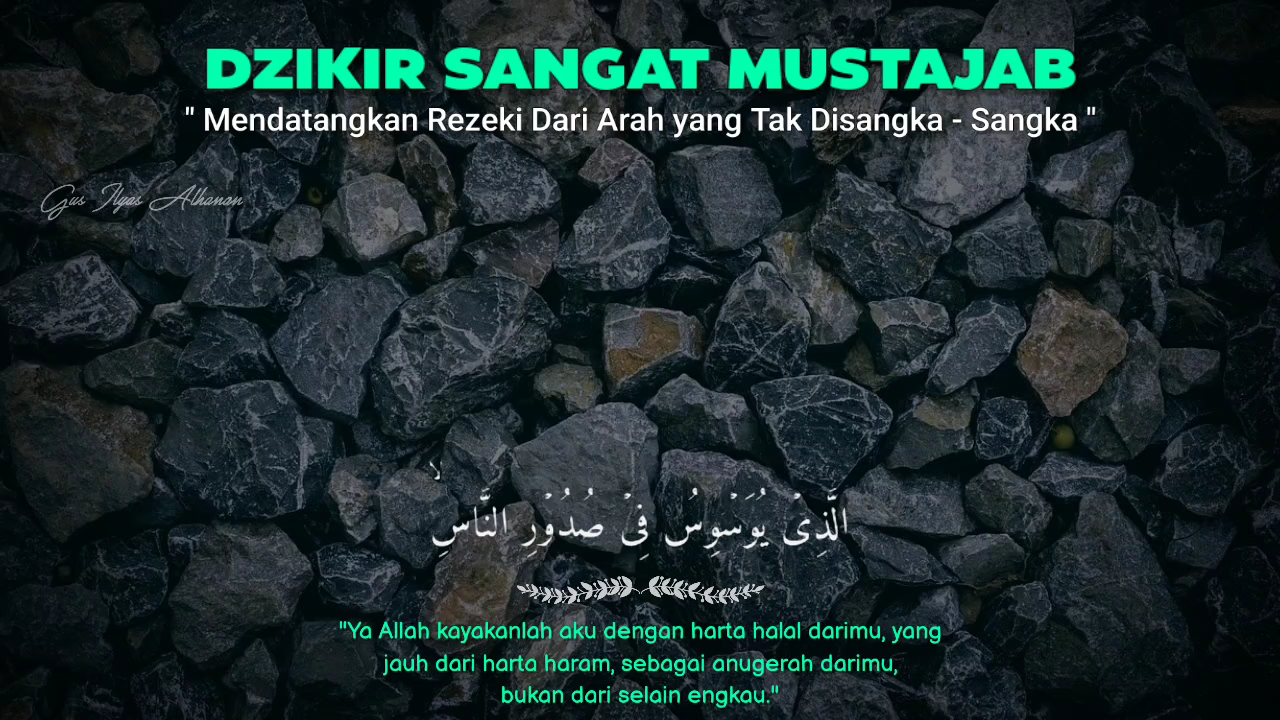 DZIKIR SANGAT MUSTAJAB
" Mendatangkan Rezeki Dari Arah yang Tak Disangka - Sangka "
Gus Ilyas Alhanan
الَّذِيْ يُوَسْوِسُ فِيْ صُدُوْرِ النَّاسِۙ
"Ya Allah kayakanlah aku dengan harta halal darimu, yang
jauh dari harta haram, sebagai anugerah darimu,
bukan dari selain engkau."